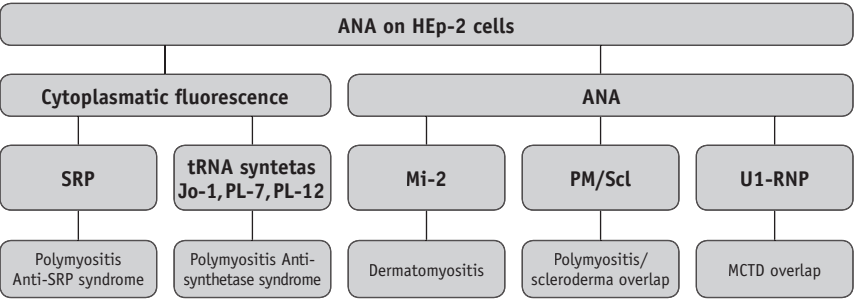 ANA on HEp-2 cells
Cytoplasmatic fluorescence
ANA
SRP
tRNA syntetas
Jo-1, PL-7, PL-12
Mi-2
PM/Scl
U1-RNP
Polymyositis
Anti-SRP syndrome
Polymyositis Anti-
synthetase syndrome
Dermatomyositis
Polymyositis/
scleroderma overlap
MCTD overlap